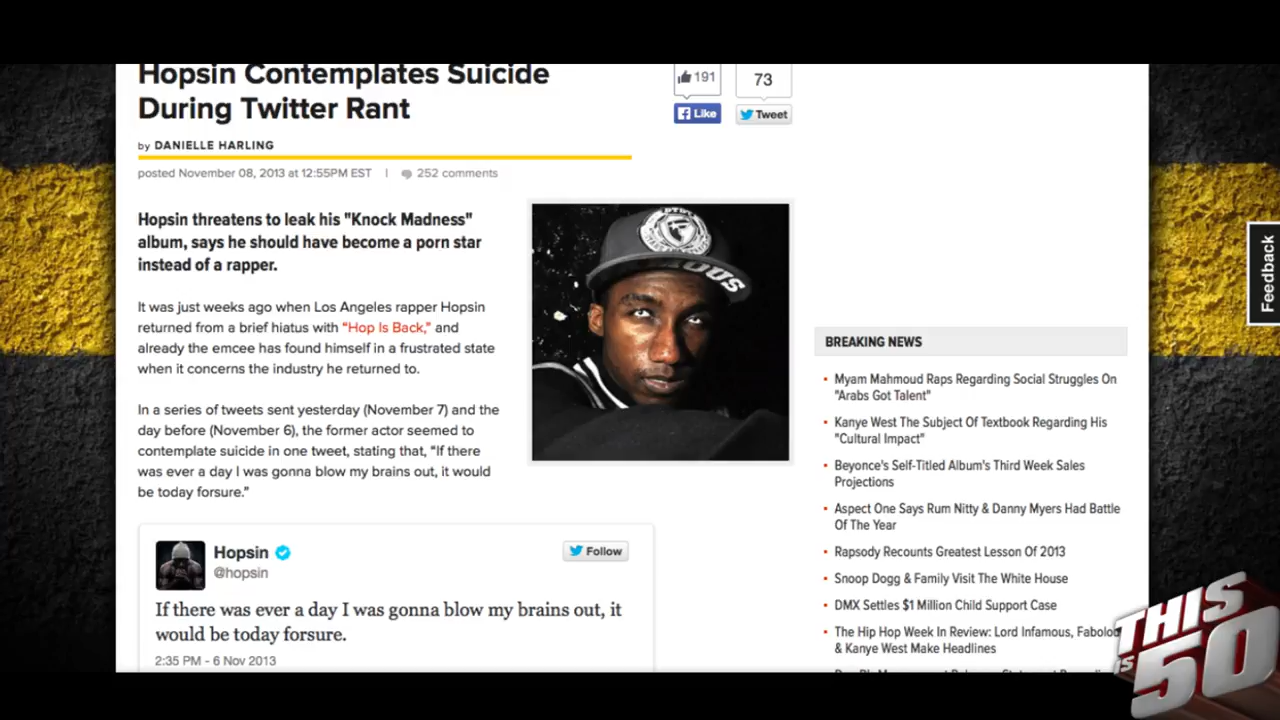 Hopsin Contemplates Suicide
During Twitter Rant
191
73
Like
Tweet
by DANIELLE HARLING
posted November 08, 2013 at 12:55PM EST | 252 comments
Hopsin threatens to leak his "Knock Madness"
album, says he should have become a porn star
instead of a rapper.
It was just weeks ago when Los Angeles rapper Hopsin
returned from a brief hiatus with “Hop Is Back,” and
already the emcee has found himself in a frustrated state
when it concerns the industry he returned to.
In a series of tweets sent yesterday (November 7) and the
day before (November 6), the former actor seemed to
contemplate suicide in one tweet, stating that, “If there
was ever a day I was gonna blow my brains out, it would
be today forsure.”
Hopsin
@hopsin
Follow
If there was ever a day I was gonna blow my brains out, it
would be today forsure.
2:35 PM - 6 Nov 2013
Feedback
BREAKING NEWS
Myam Mahmoud Raps Regarding Social Struggles On
"Arabs Got Talent"
Kanye West The Subject Of Textbook Regarding His
"Cultural Impact"
Beyonce's Self-Titled Album's Third Week Sales
Projections
Aspect One Says Rum Nitty & Danny Myers Had Battle
Of The Year
Rapsody Recounts Greatest Lesson Of 2013
Snoop Dogg & Family Visit The White House
DMX Settles $1 Million Child Support Case
The Hip Hop Week In Review: Lord Infamous, Fabolo
& Kanye West Make Headlines
THIS
IS 50